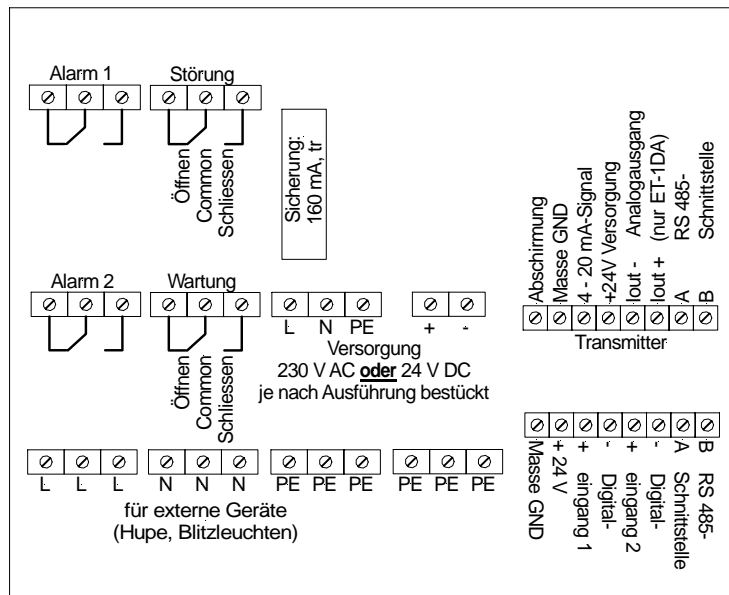 Alarm 1
Störung
Öffnen
Common
Schliessen
Sicherung:
160 mA, tr
Alarm 2
Wartung
Öffnen
Common
Schliessen
L N PE + -
Versorgung
230 V AC oder 24 V DC
je nach Ausführung bestückt
Abschirmung
Masse GND
4 - 20 mA-Signal
+24V Versorgung
Iout - Analogausgang
Iout + (nur ET-1DA)
A RS 485-
B Schnittstelle
Transmitter
L L L N N N PE PE PE PE PE PE
für externe Geräte
(Hupe, Blitzleuchten)
Masse GND
+ 24 V
+ eingang 1
- Digital-
+ eingang 2
- Digital-
A Schnittstelle
B RS 485-